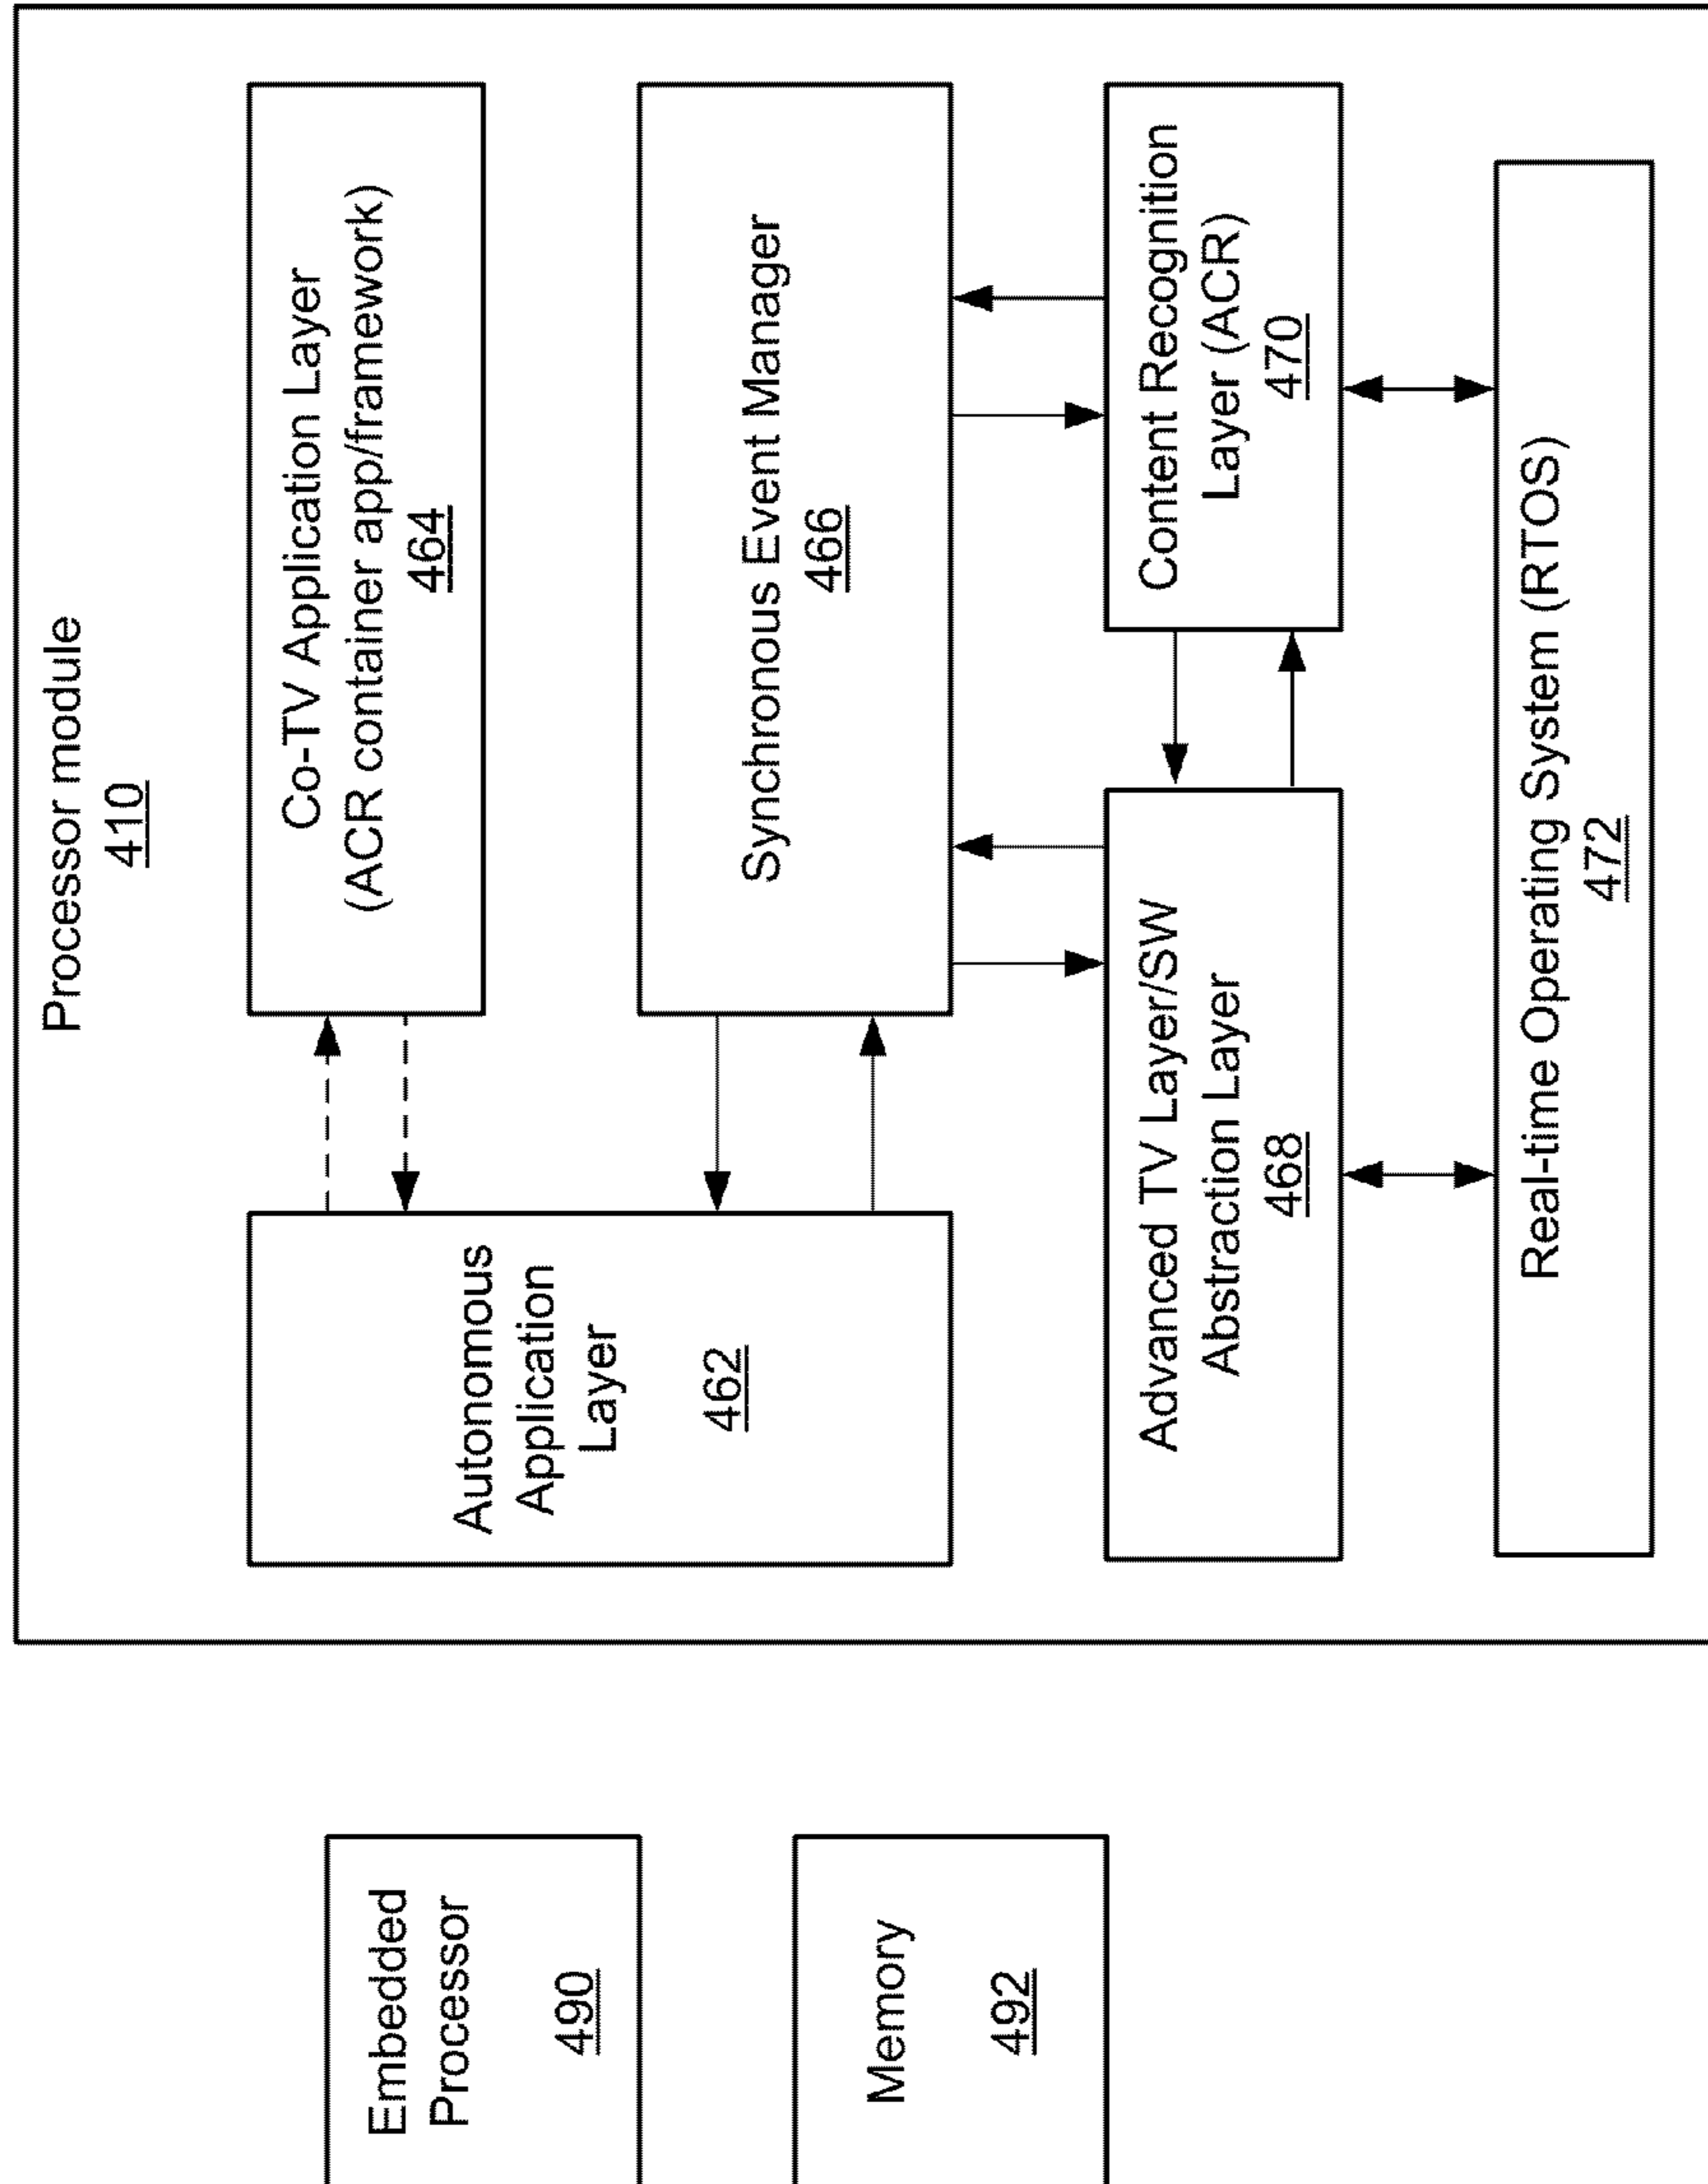 Processor module
410
Embedded
Processor
490
Memory
492
Autonomous
Application
Layer
462
Co-TV Application Layer
(ACR container app/framework)
464
Synchronous Event Manager
466
Advanced TV Layer/SW
Abstraction Layer
468
Content Recognition
Layer (ACR)
470
Real-time Operating System (RTOS)
472